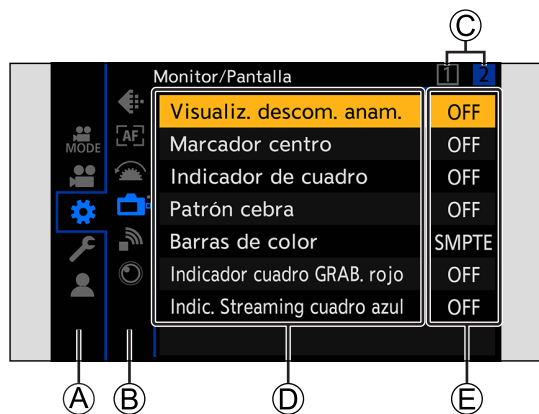 C
Monitor/Pantalla 1 2
Visualiz. descom. anam. OFF
Marcador centro OFF
Indicador de cuadro OFF
Patrón cebra OFF
Barras de color SMPTE
Indicador cuadro GRAB. rojo OFF
Indic. Streaming cuadro azul OFF
MODE
AF
A B D E